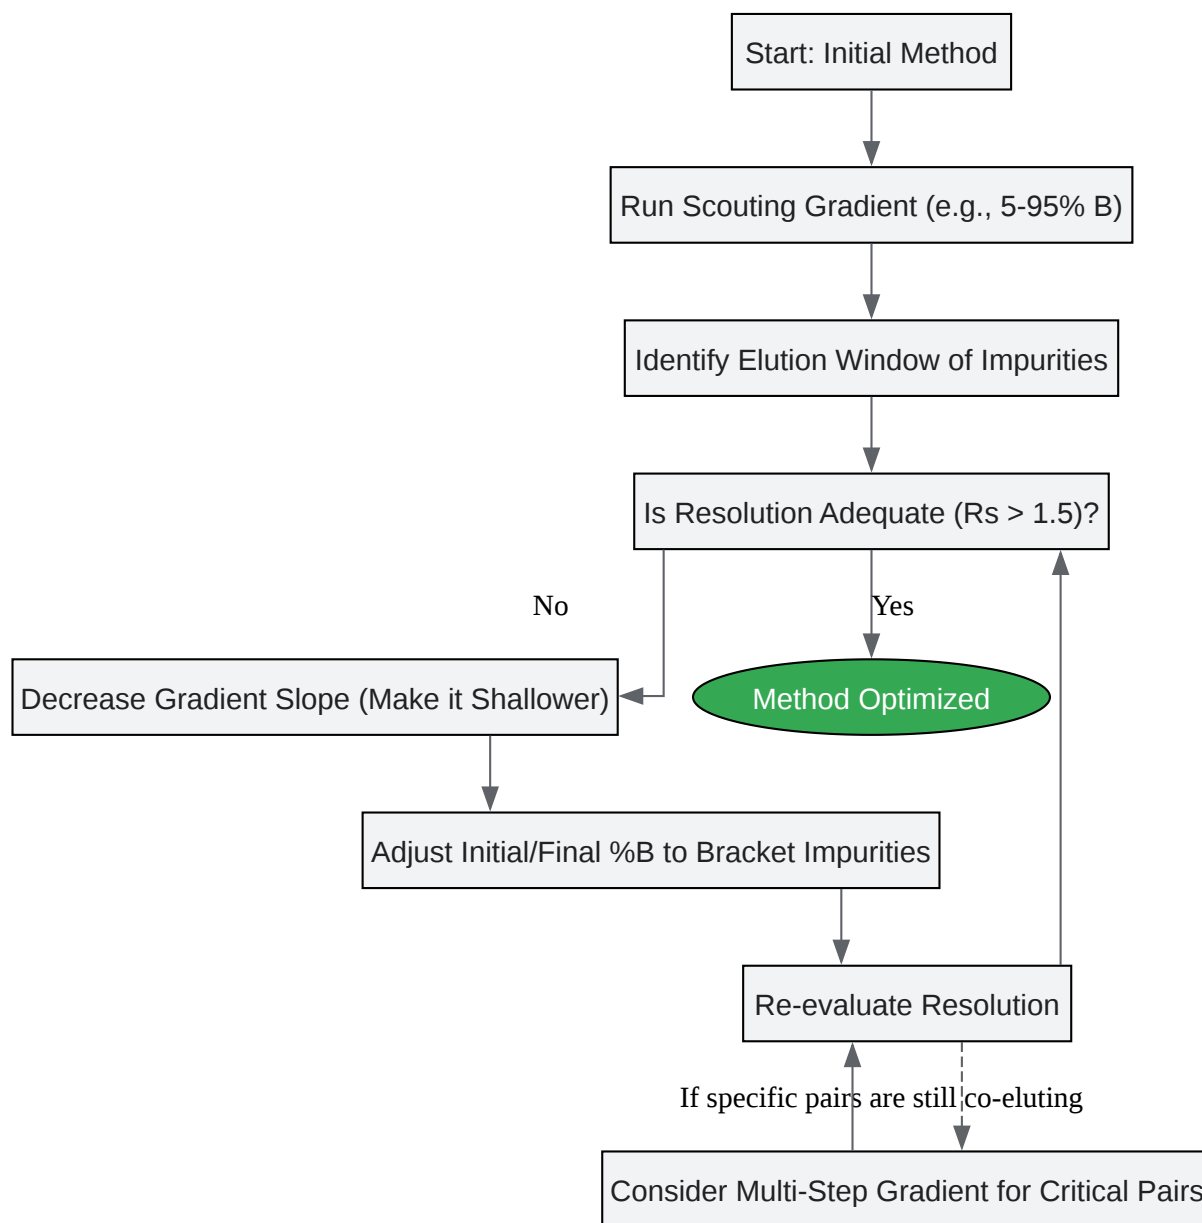 Start: Initial Method
Run Scouting Gradient (e.g., 5-95% B)
Identify Elution Window of Impurities
Is Resolution Adequate (Rs > 1.5)?
No
Yes
Decrease Gradient Slope (Make it Shallower)
Method Optimized
Adjust Initial/Final %B to Bracket Impurities
Re-evaluate Resolution
If specific pairs are still co-eluting
Consider Multi-Step Gradient for Critical Pairs